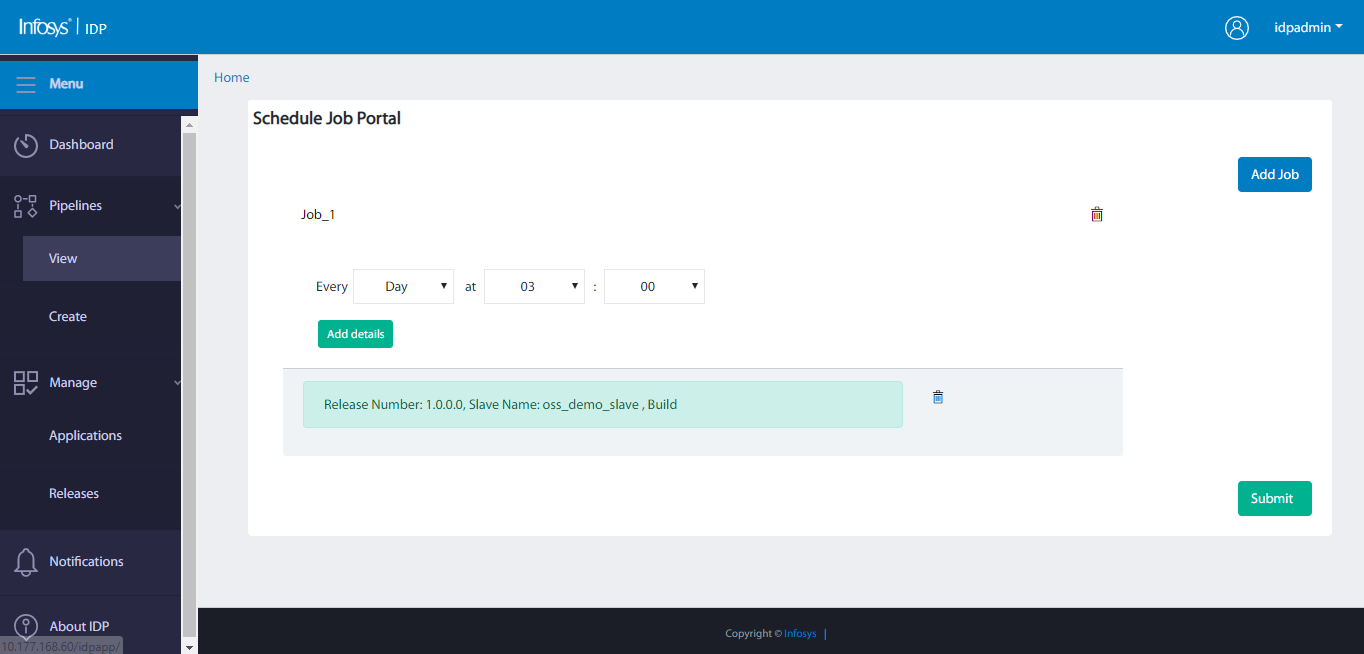 Infosys® | IDP
idpadmin
Menu
Home
Schedule Job Portal
Dashboard
Add Job
Pipelines
Job_1
View
Every Day at 03 : 00
Create
Add details
Manage
Release Number: 1.0.0.0, Slave Name: oss_demo_slave , Build
Applications
Releases
Submit
Notifications
About IDP
Copyright © Infosys |
10.177.168.60/idpapp/